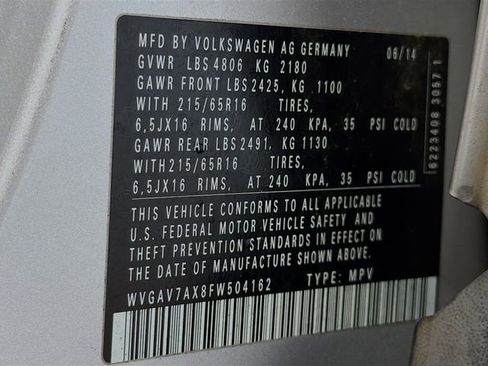 MFD BY VOLKSWAGEN AG GERMANY 06/14
GVWR LBS 4806 KG 2180
GAWR FRONT LBS 2425, KG 1100
WITH 215/65R16 TIRES,
6,5JX16 RIMS, AT 240 KPA, 35 PSI COLD
GAWR REAR LBS 2491, KG 1130
WITH 215/65R16 TIRES,
6,5JX16 RIMS, AT 240 KPA, 35 PSI COLD
THIS VEHICLE CONFORMS TO ALL APPLICABLE
U.S. FEDERAL MOTOR VEHICLE SAFETY AND
THEFT PREVENTION STANDARDS IN EFFECT ON
THE DATE OF MANUFACTURE SHOWN ABOVE.
WVGAV7AX8FW504162 TYPE: MPV
6223408 3057 1